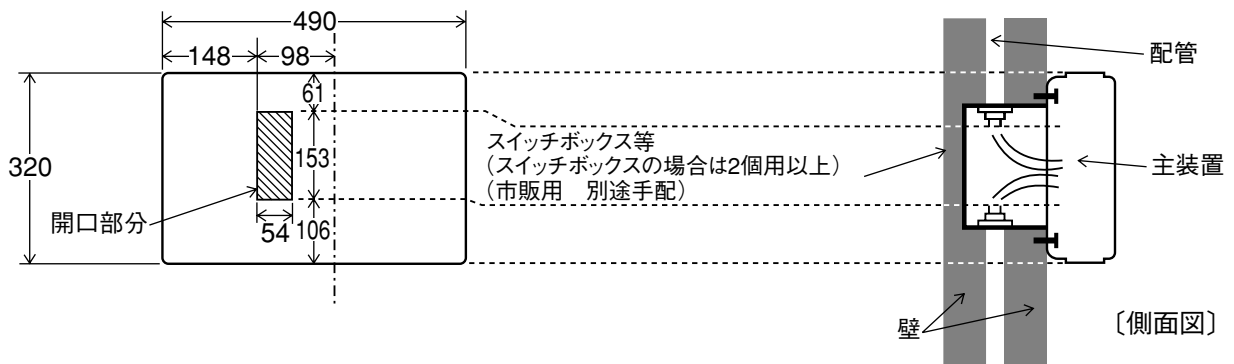 490
148
98
61
320
153
54
106
開口部分
スイッチボックス等
（スイッチボックスの場合は2個用以上）
（市販用　別途手配）
配管
主装置
壁
〔側面図〕